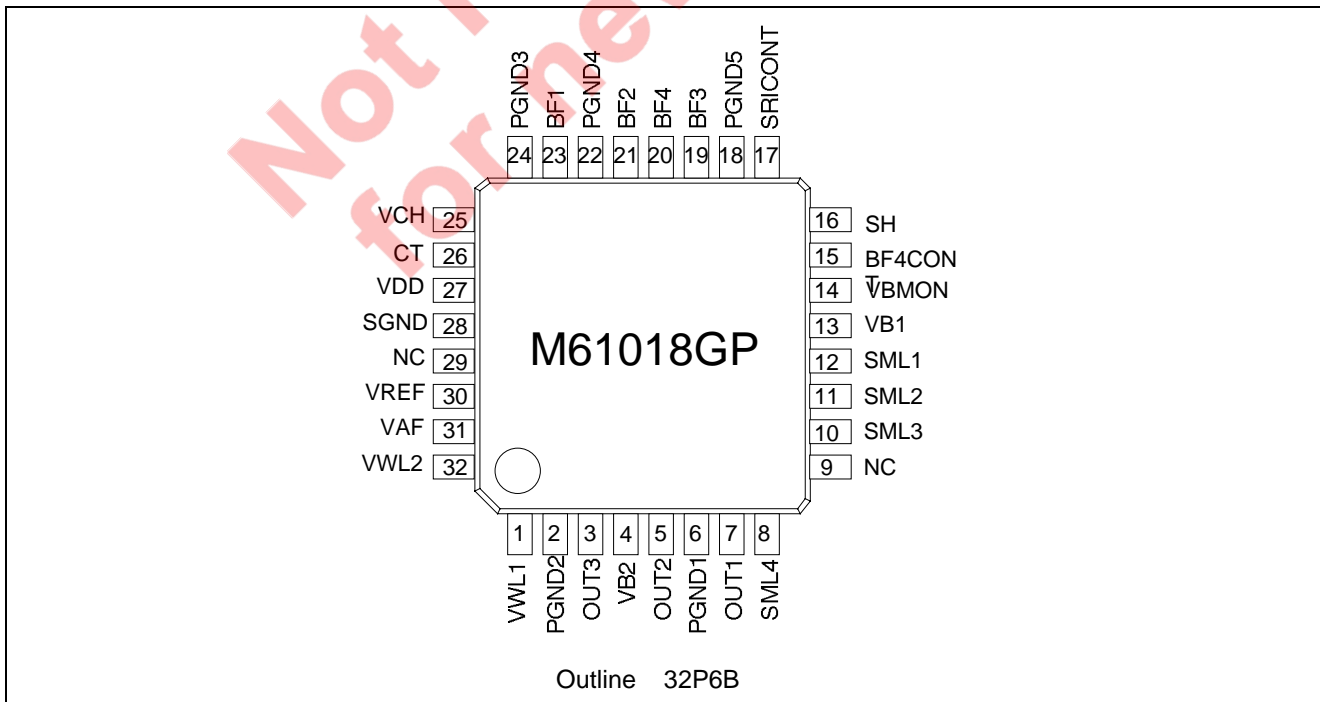 Not
for ne
PGND3
BF1
PGND4
BF2
BF4
BF3
PGND5
SRICONT
24 23 22 21 20 19 18 17
VCH 25
CT 26
VDD 27
SGND 28
NC 29
VREF 30
VAF 31
VWL2 32
M61018GP
16 SH
15 BF4CON
T
14 VBMON
13 VB1
12 SML1
11 SML2
10 SML3
9 NC
1 2 3 4 5 6 7 8
VWL1
PGND2
OUT3
VB2
OUT2
PGND1
OUT1
SML4
Outline 32P6B